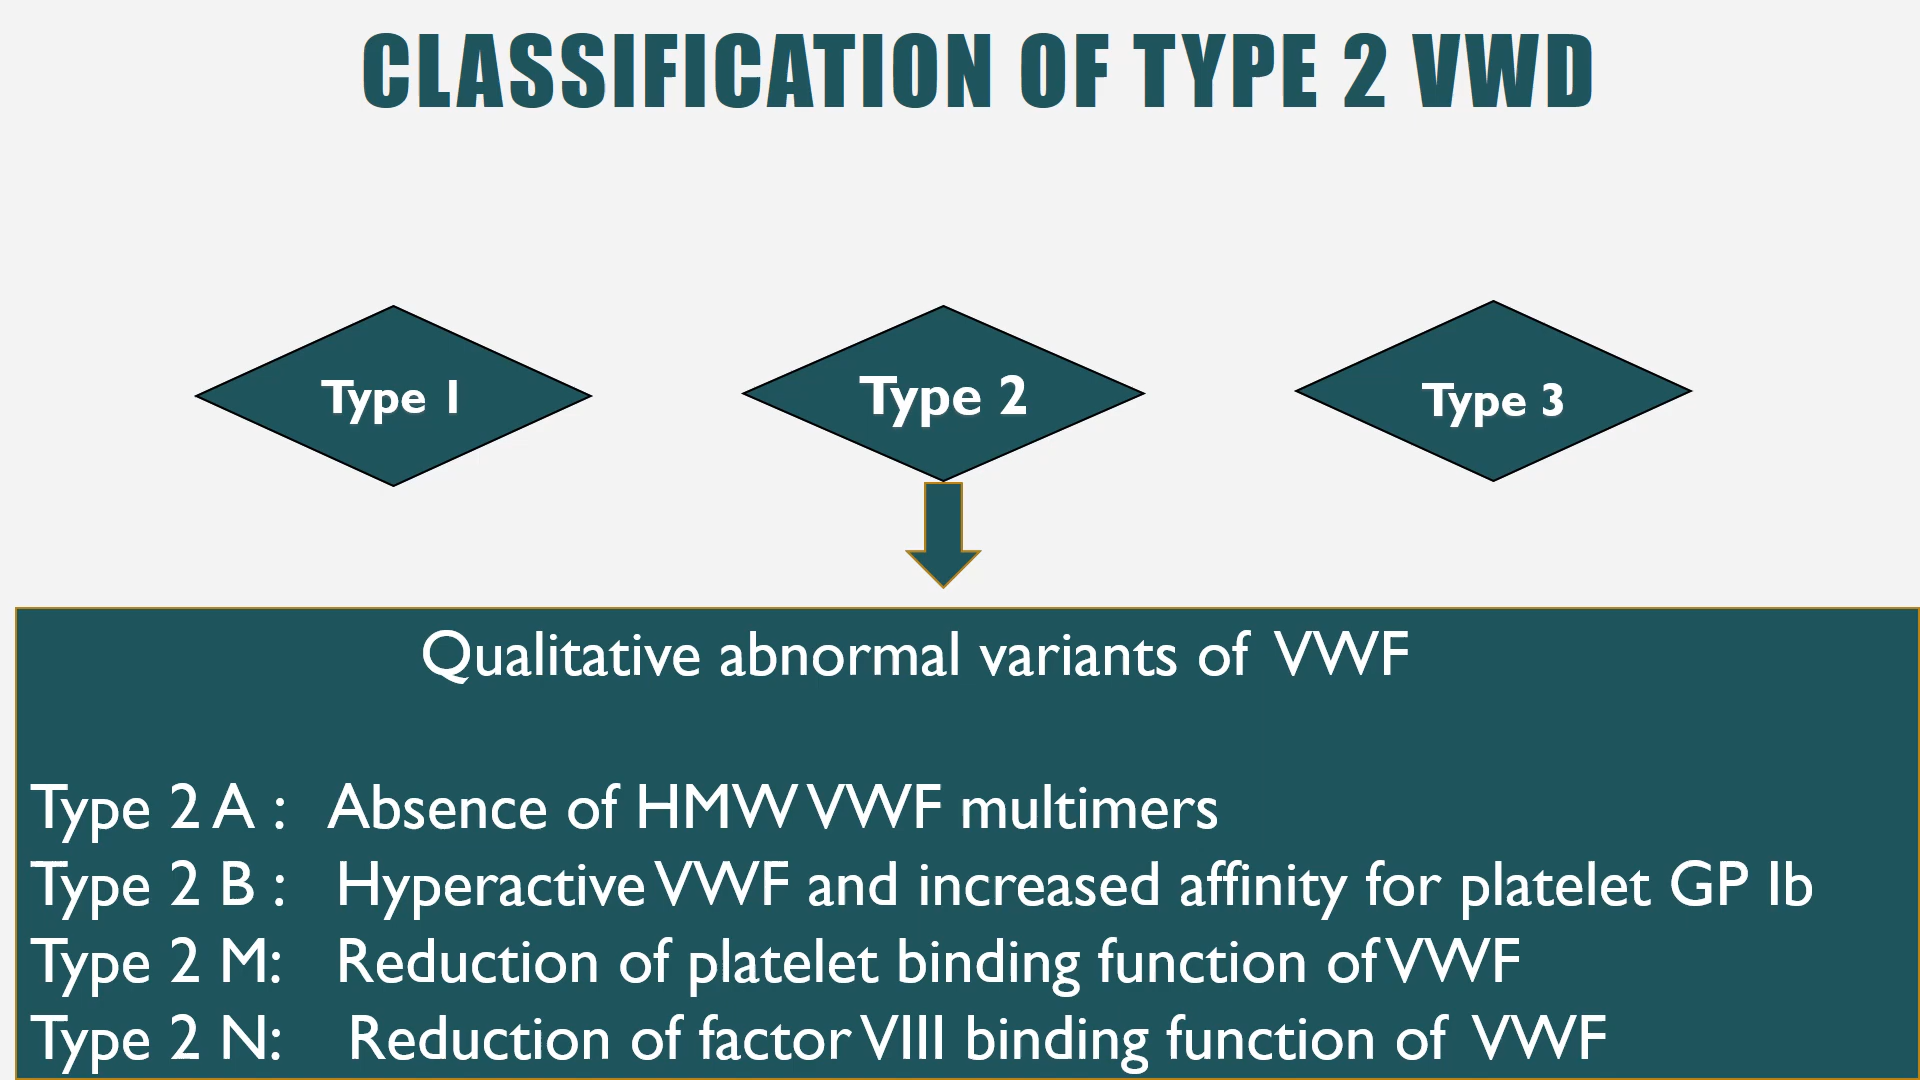 CLASSIFICATION OF TYPE 2 VWD
Type 1
Type 2
Type 3
Qualitative abnormal variants of VWF
Type 2 A : Absence of HMW VWF multimers
Type 2 B : Hyperactive VWF and increased affinity for platelet GP Ib
Type 2 M: Reduction of platelet binding function of VWF
Type 2 N: Reduction of factor VIII binding function of VWF